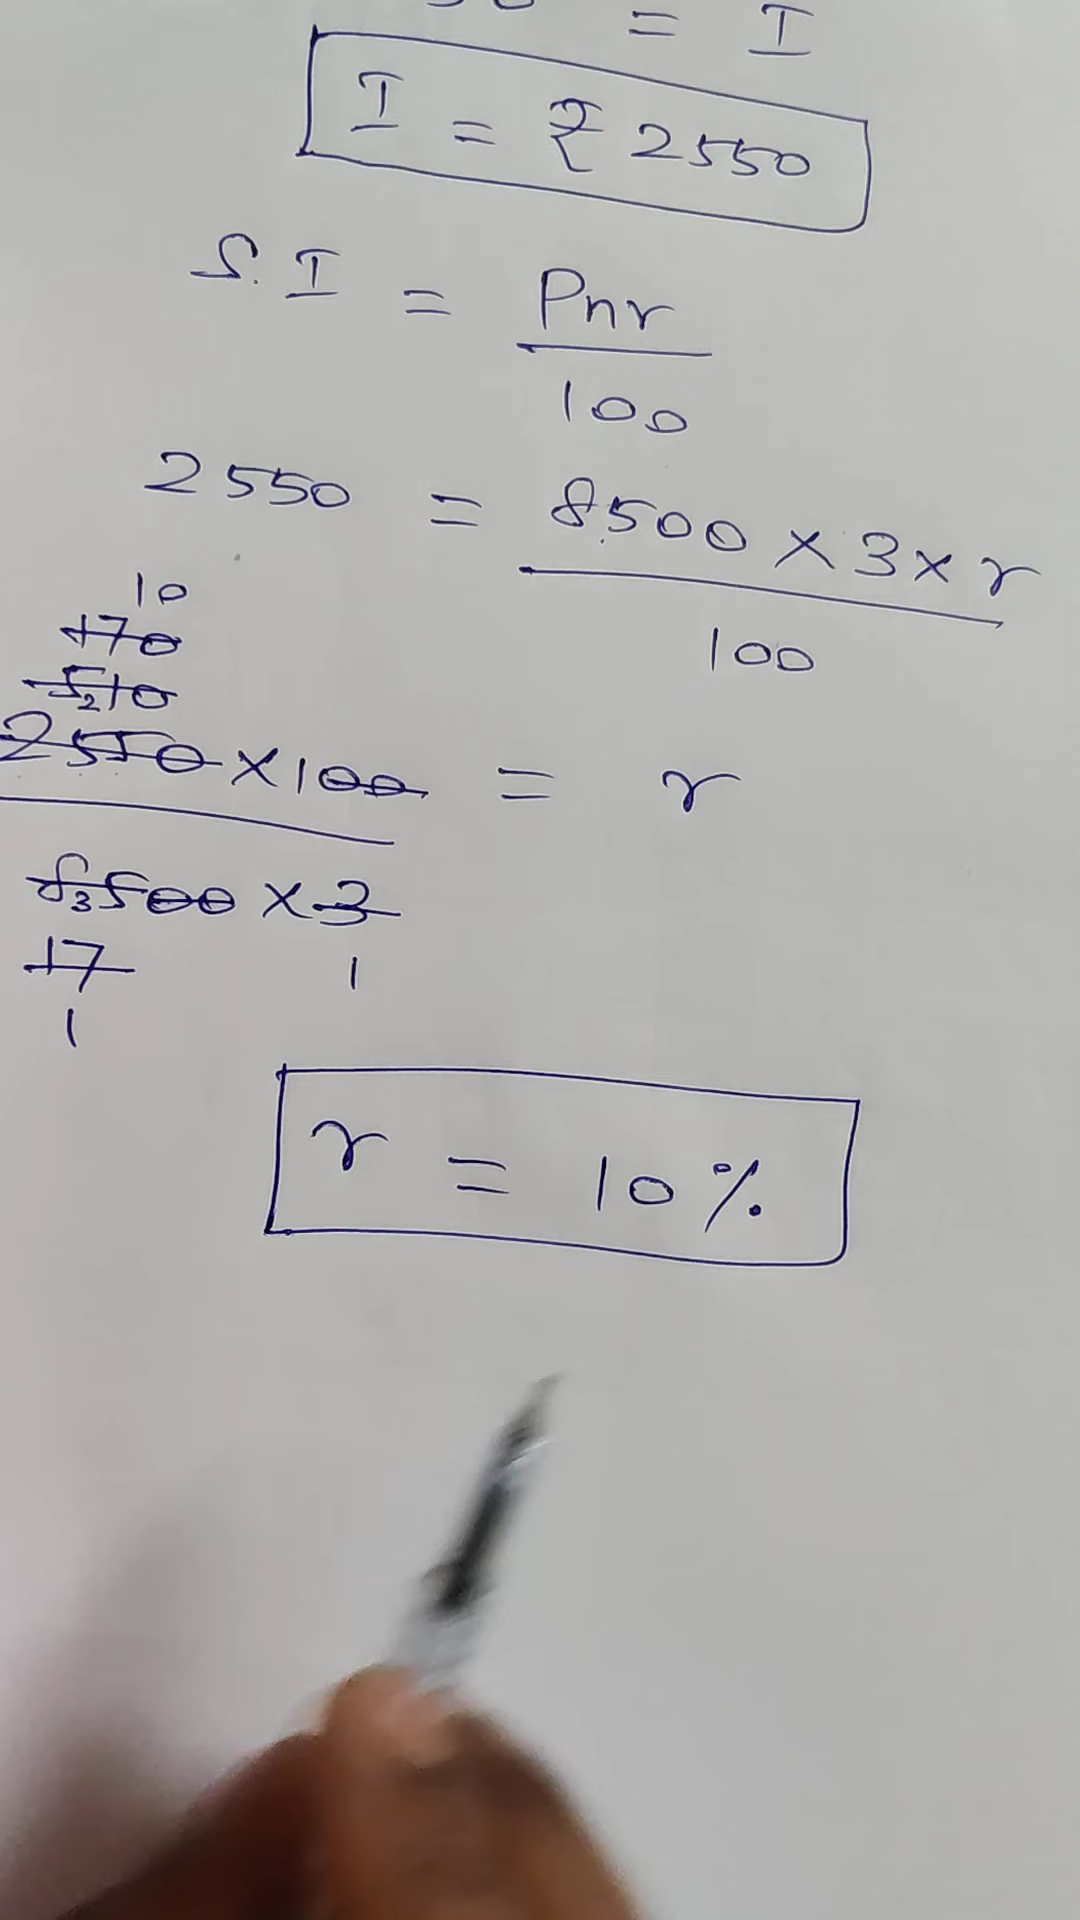 = I
I = ₹ 2550
S.I = Pnr
100
2550 = 8500 × 3 × r
100
10
170
510
2550 × 100 = r
8500 × 3
17 1
1
r = 10%